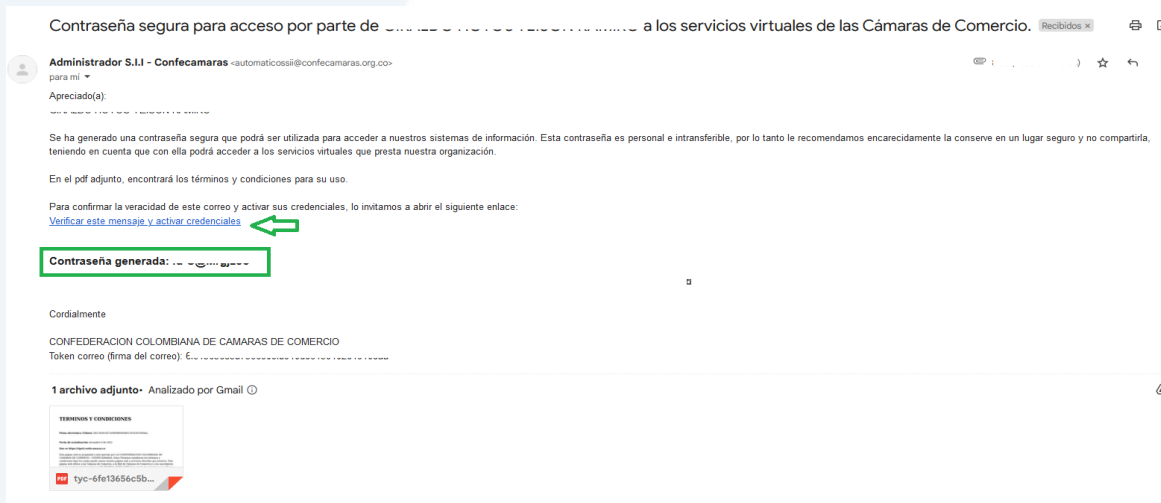 Contraseña segura para acceso por parte de a los servicios virtuales de las Cámaras de Comercio. Recibidos ×
Administrador S.I.I - Confecamaras <automaticossii@confecamaras.org.co>
para mí
Apreciado(a):
Se ha generado una contraseña segura que podrá ser utilizada para acceder a nuestros sistemas de información. Esta contraseña es personal e intransferible, por lo tanto le recomendamos encarecidamente la conserve en un lugar seguro y no compartirla,
teniendo en cuenta que con ella podrá acceder a los servicios virtuales que presta nuestra organización.
En el pdf adjunto, encontrará los términos y condiciones para su uso.
Para confirmar la veracidad de este correo y activar sus credenciales, lo invitamos a abrir el siguiente enlace:
Verificar este mensaje y activar credenciales
Contraseña generada:
Cordialmente
CONFEDERACION COLOMBIANA DE CAMARAS DE COMERCIO
Token correo (firma del correo):
1 archivo adjunto• Analizado por Gmail
TERMINOS Y CONDICIONES
PDF tyc-6fe13656c5b...